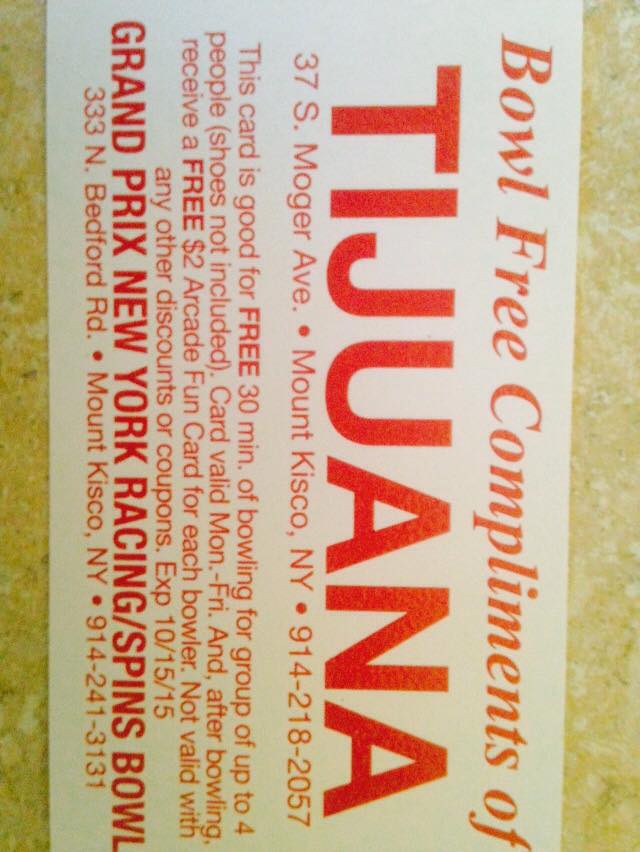 Bowl Free Compliments of
TIJUANA
37 S. Moger Ave. • Mount Kisco, NY • 914-218-2057
This card is good for FREE 30 min. of bowling for group of up to 4
people (shoes not included). Card valid Mon.-Fri. And, after bowling,
receive a FREE $2 Arcade Fun Card for each bowler. Not valid with
any other discounts or coupons. Exp 10/15/15
GRAND PRIX NEW YORK RACING/SPINS BOWL
333 N. Bedford Rd. • Mount Kisco, NY • 914-241-3131